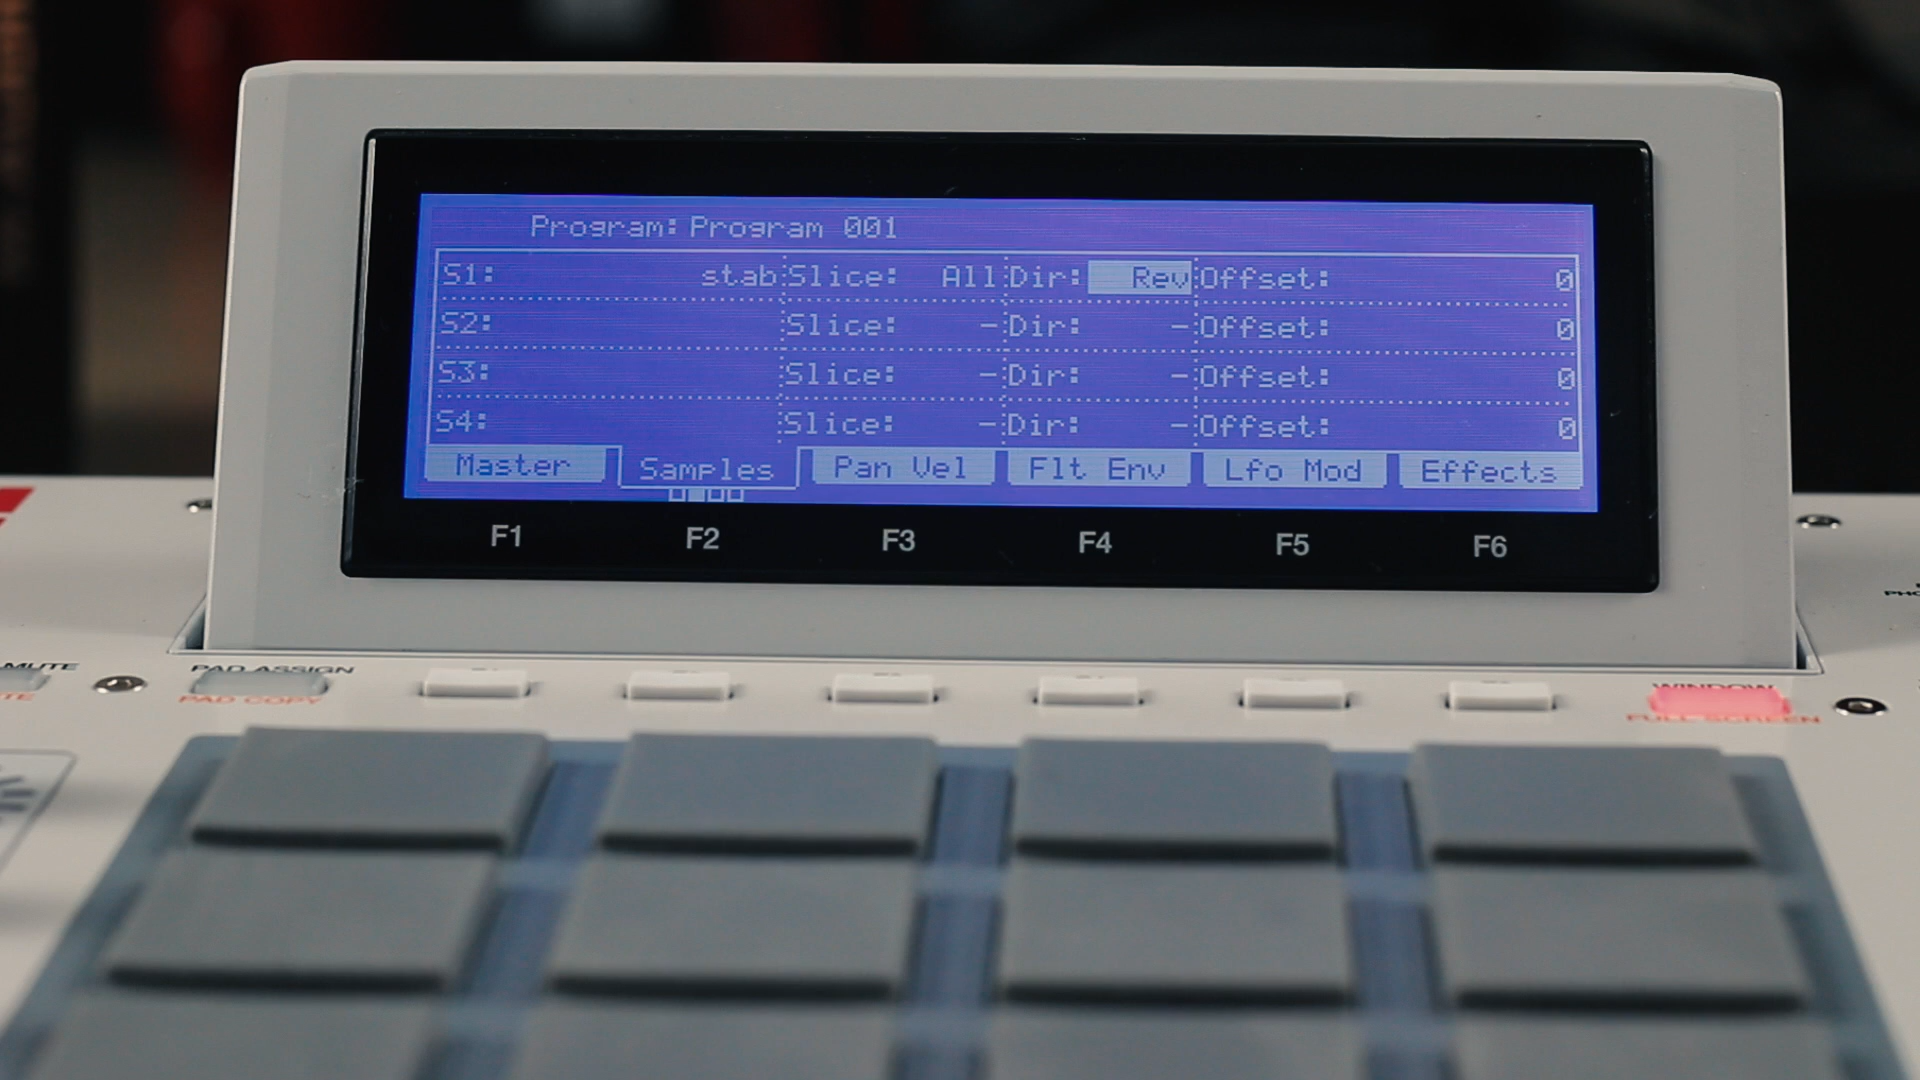 Program: Program 001
S1: stab Slice: All Dir: Rev Offset: 0
S2: Slice: - Dir: - Offset: 0
S3: Slice: - Dir: - Offset: 0
S4: Slice: - Dir: - Offset: 0
Master Samples Pan Vel Flt Env Lfo Mod Effects
F1 F2 F3 F4 F5 F6
MUTE PAD ASSIGN WINDOW
PAD COPY FULL SCREEN